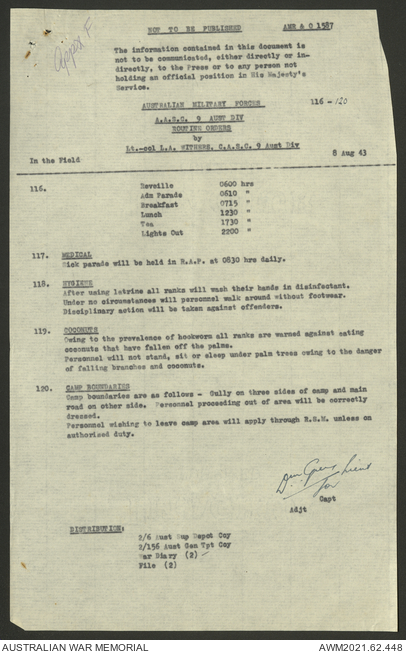 Appx F
NOT TO BE PUBLISHED AMR & O 1587
The information contained in this document is
not to be communicated, either directly or in-
directly, to the Press or to any person not
holding an official position in His Majesty's
Service.
AUSTRALIAN MILITARY FORCES 116 - 120
A.A.S.C. 9 AUST DIV
ROUTINE ORDERS
by
Lt.-col L.A. WITHERS, C.A.S.C. 9 Aust Div
In the Field 8 Aug 43
116. Reveille 0600 hrs
Adm Parade 0610 "
Breakfast 0715 "
Lunch 1230 "
Tea 1730 "
Lights Out 2200 "
117. MEDICAL
Sick parade will be held in R.A.P. at 0830 hrs daily.
118. HYGIENE
After using latrine all ranks will wash their hands in disinfectant.
Under no circumstances will personnel walk around without footwear.
Disciplinary action will be taken against offenders.
119. COCONUTS
Owing to the prevalence of hookworm all ranks are warned against eating
coconuts that have fallen off the palms.
Personnel will not stand, sit or sleep under palm trees owing to the danger
of falling branches and coconuts.
120. CAMP BOUNDARIES
Camp boundaries are as follows - Gully on three sides of camp and main
road on other side. Personnel proceeding out of area will be correctly
dressed.
Personnel wishing to leave camp area will apply through R.S.M. unless on
authorised duty.
for
Capt
Adjt
DISTRIBUTION:
2/6 Aust Sup Depot Coy
2/156 Aust Gen Tpt Coy
War Diary (2)
File (2)
AUSTRALIAN WAR MEMORIAL AWM2021.62.448